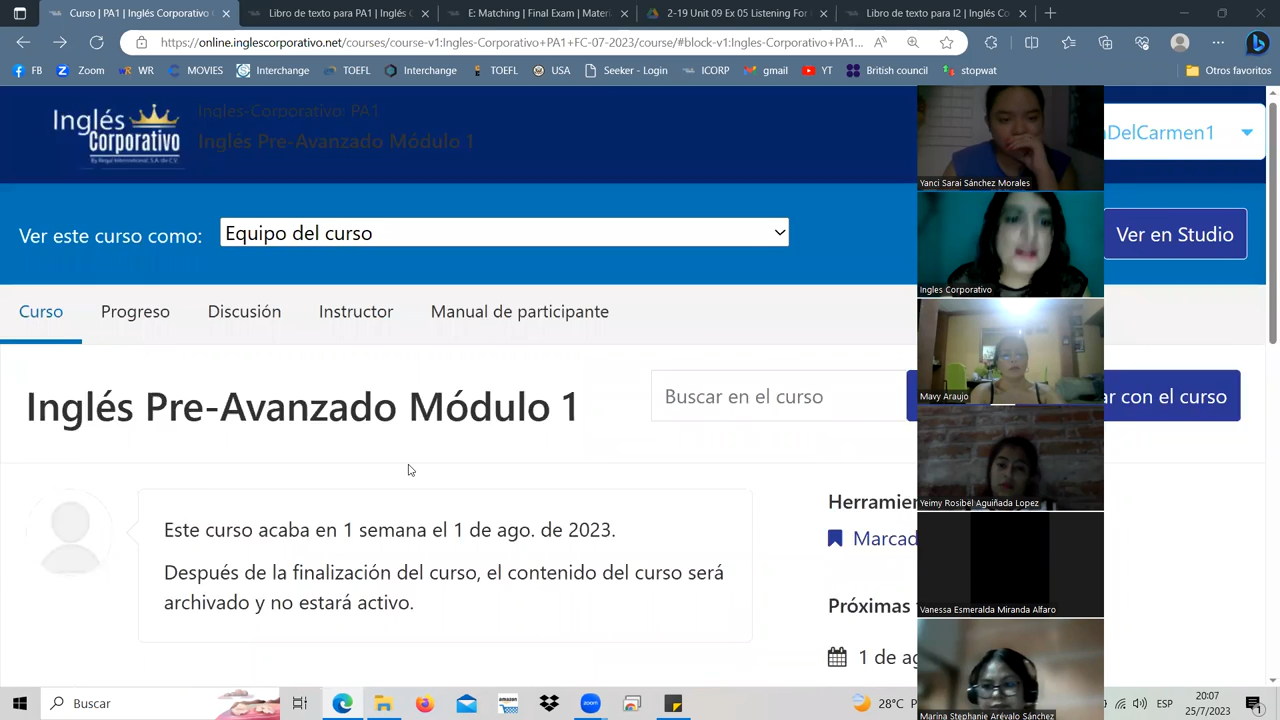 Curso | PA1 | Inglés Corpora
Libro de texto para PA1 | Inglés C
E: Matching | Final Exam | Mater
2-19 Unit 09 Ex 05 Listening For
Libro de texto para I2 | Inglés Co
https://online.inglescorporativo.net/courses/course-v1:Ingles-Corporativo+PA1+FC-07-2023/course/#block-v1:Ingles-Corporativo+PA1...
FB
Zoom
WR
MOVIES
Interchange
TOEFL
Interchange
TOEFL
USA
Seeker - Login
ICORP
gmail
YT
British council
stopwat
Otros favoritos
Inglés Corporativo
Ingles-Corporativo: PA1
Inglés Pre-Avanzado Módulo 1
DelCarmen1
Ver este curso como:
Equipo del curso
Ver en Studio
Curso
Progreso
Discusión
Instructor
Manual de participante
Inglés Pre-Avanzado Módulo 1
Buscar en el curso
ar con el curso
Este curso acaba en 1 semana el 1 de ago. de 2023.
Después de la finalización del curso, el contenido del curso será
archivado y no estará activo.
Herramien
Marcad
Próximas
1 de ag
Yanci Sarai Sánchez Morales
Ingles Corporativo
Mavy Araujo
Yeimy Rosibel Aguiñada Lopez
Vanessa Esmeralda Miranda Alfaro
Marina Stephanie Arévalo Sánchez
Buscar
amazon
zoom
28°C
ESP
20:07
25/7/2023
1